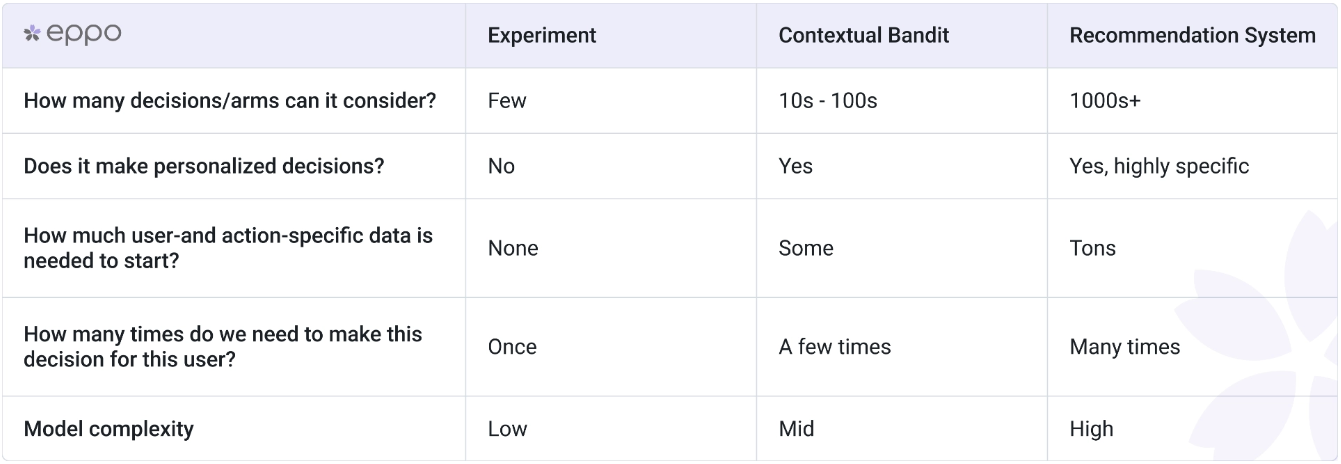 eppo Experiment Contextual Bandit Recommendation System
How many decisions/arms can it consider? Few 10s - 100s 1000s+
Does it make personalized decisions? No Yes Yes, highly specific
How much user-and action-specific data is
needed to start? None Some Tons
How many times do we need to make this
decision for this user? Once A few times Many times
Model complexity Low Mid High